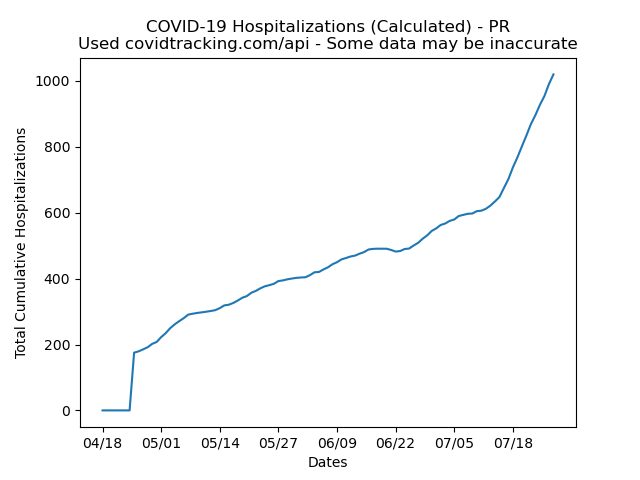 COVID-19 Hospitalizations (Calculated) - PR
Used covidtracking.com/api - Some data may be inaccurate
Total Cumulative Hospitalizations
1000
800
600
400
200
0
04/18 05/01 05/14 05/27 06/09 06/22 07/05 07/18
Dates